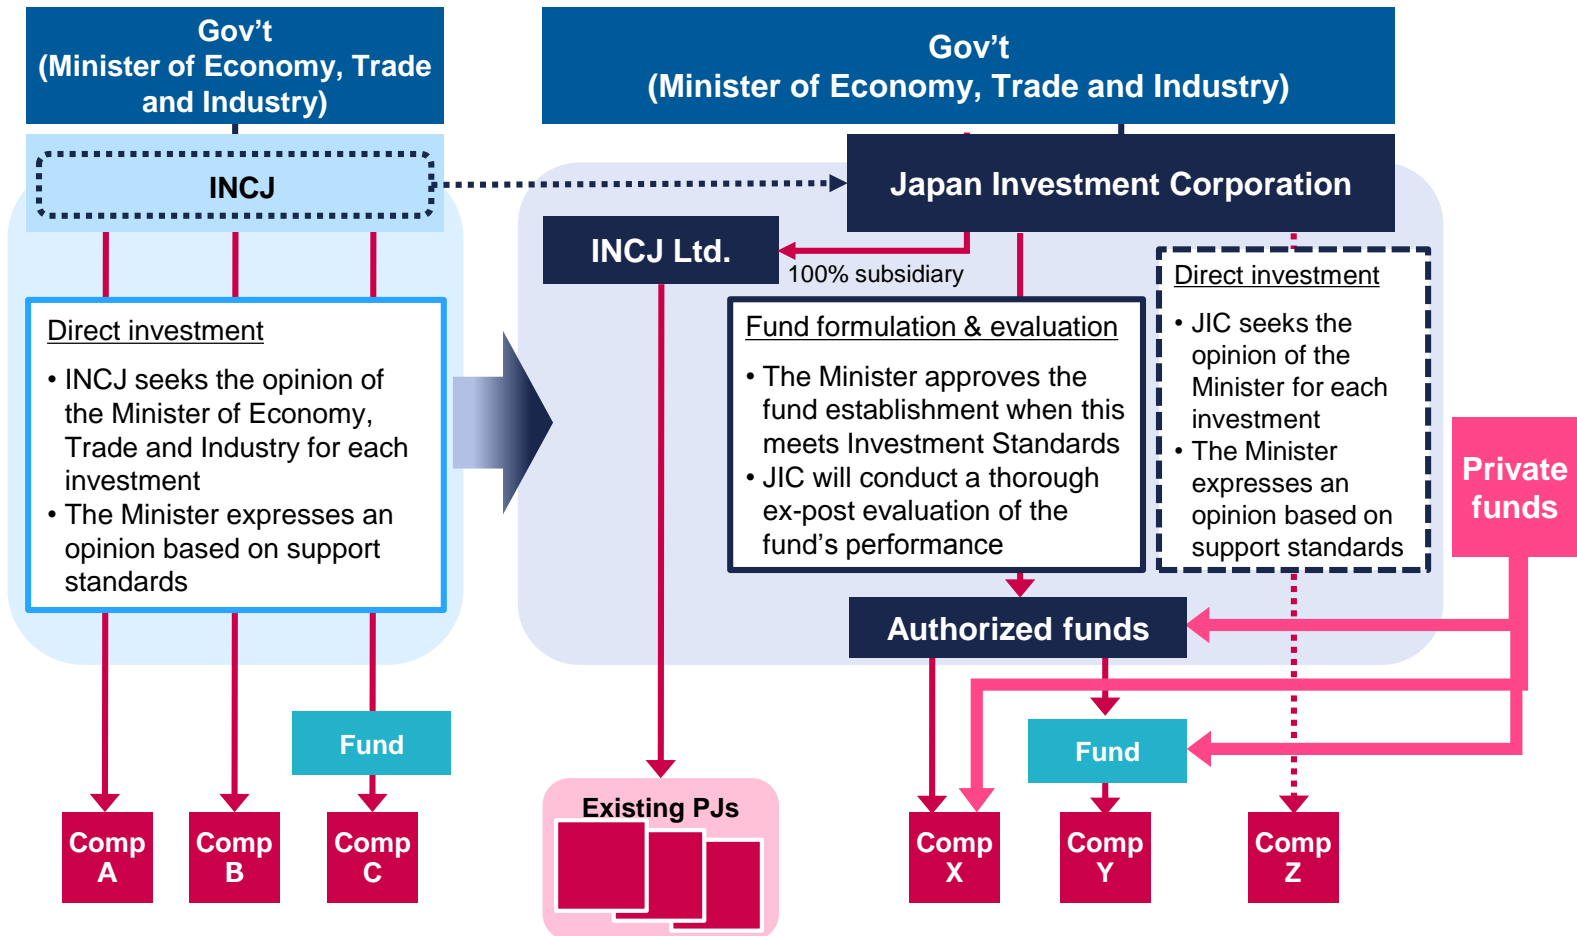 Gov’t
(Minister of Economy, Trade
and Industry)
INCJ
Direct investment
• INCJ seeks the opinion of
the Minister of Economy,
Trade and Industry for each
investment
• The Minister expresses an
opinion based on support
standards
Fund
Comp
A
Comp
B
Comp
C
Gov’t
(Minister of Economy, Trade and Industry)
Japan Investment Corporation
INCJ Ltd.
100% subsidiary
Fund formulation & evaluation
• The Minister approves the
fund establishment when this
meets Investment Standards
• JIC will conduct a thorough
ex-post evaluation of the
fund’s performance
Direct investment
• JIC seeks the
opinion of the
Minister for each
investment
• The Minister
expresses an
opinion based on
support standards
Private
funds
Authorized funds
Fund
Existing PJs
Comp
X
Comp
Y
Comp
Z